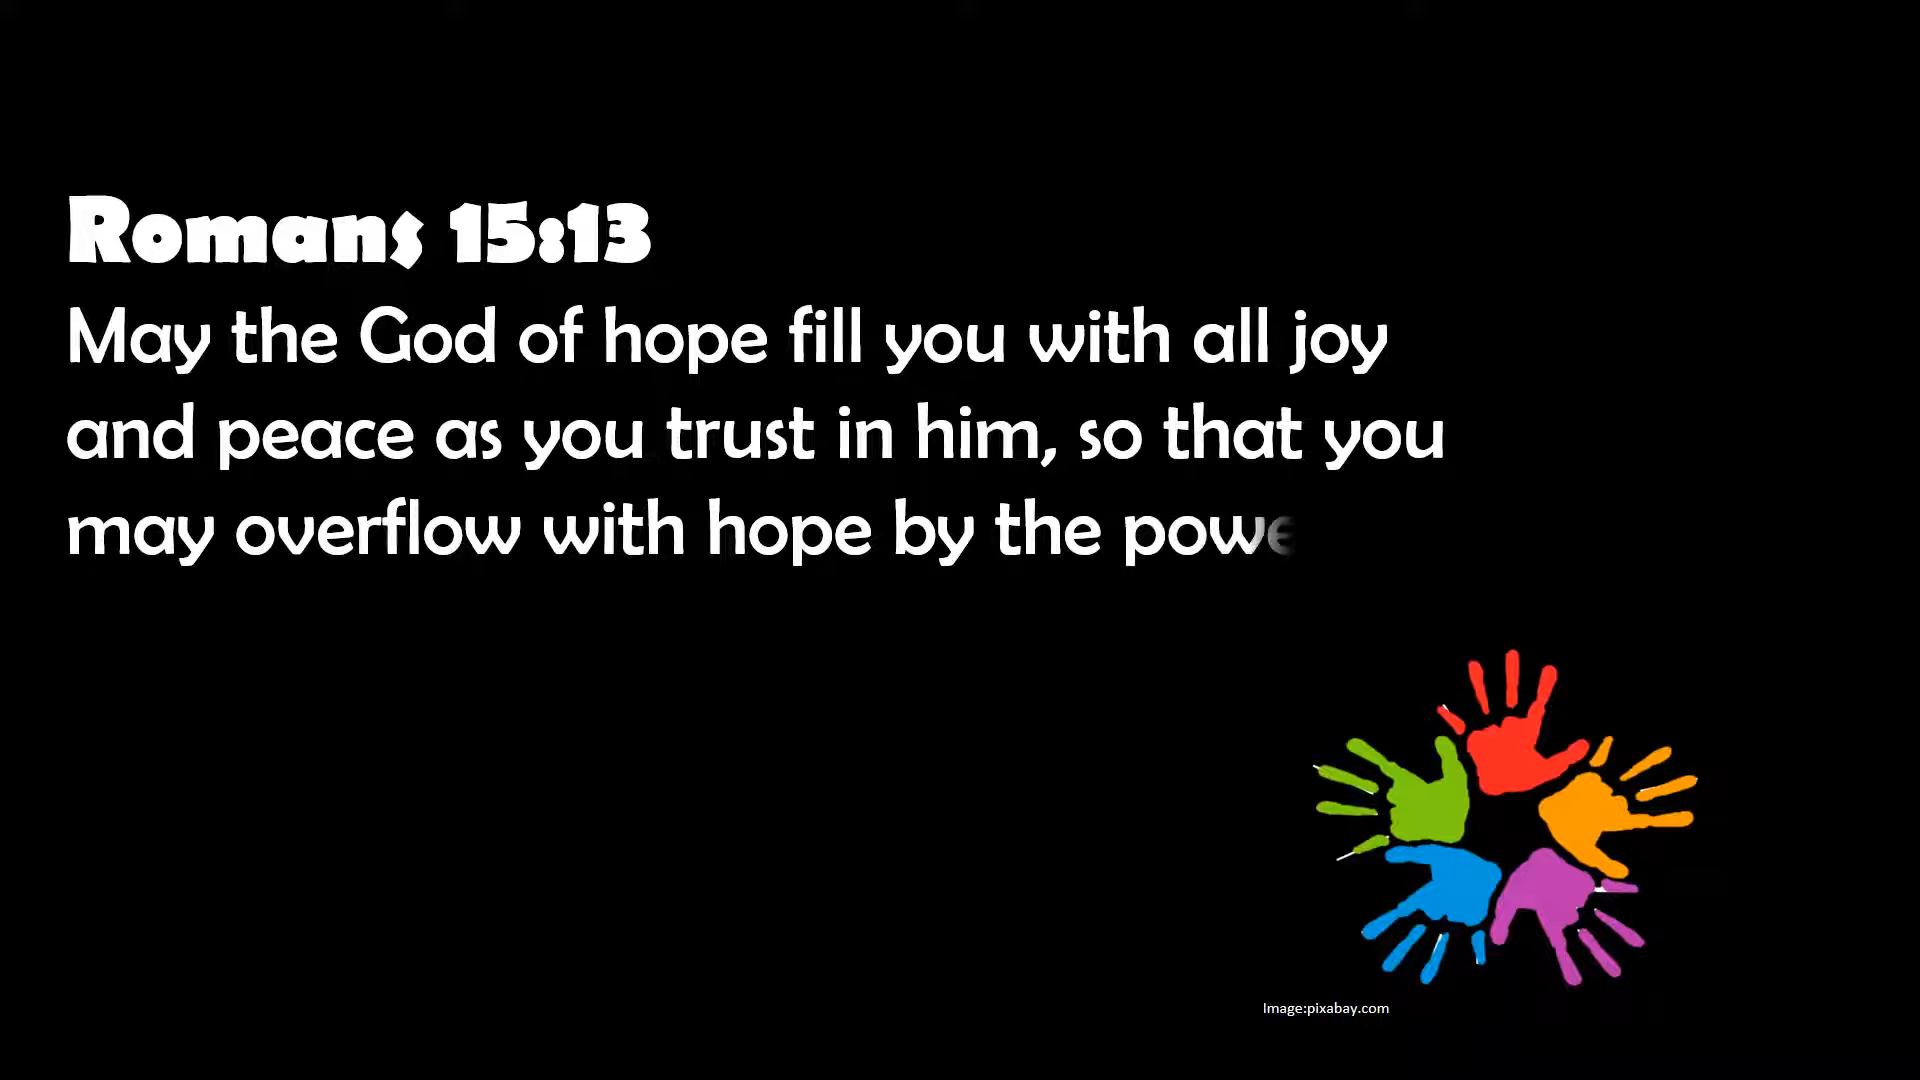 Romans 15:13
May the God of hope fill you with all joy
and peace as you trust in him, so that you
may overflow with hope by the powe
Image:pixabay.com